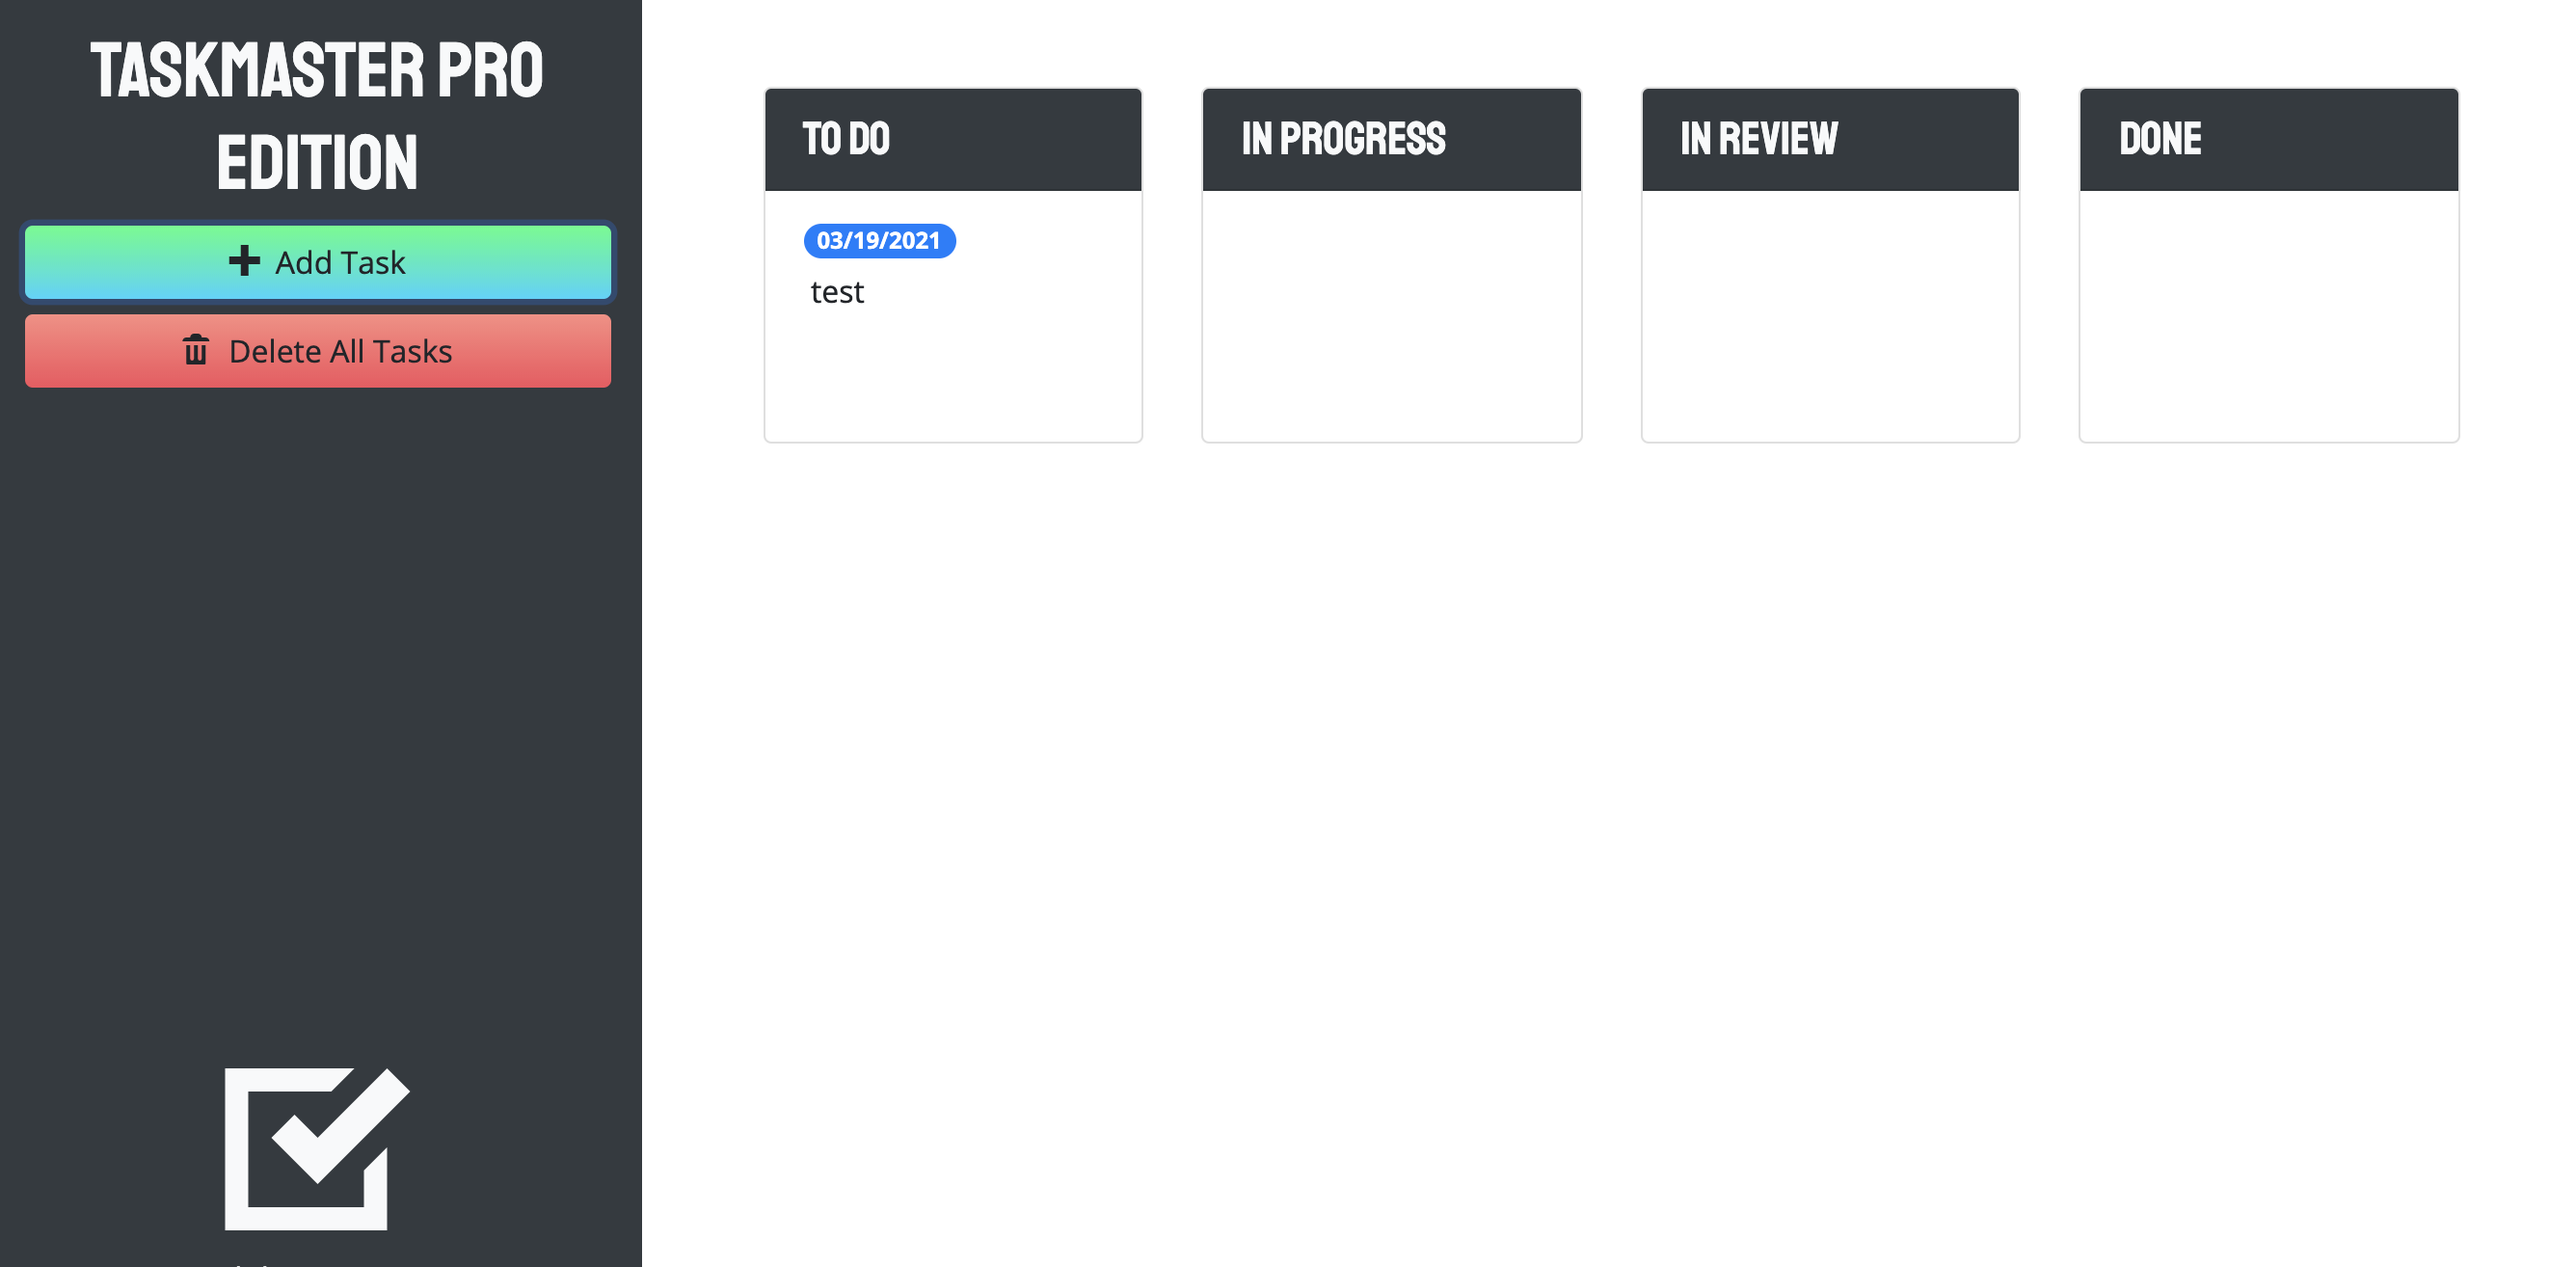 TASKMASTER PRO
EDITION
Add Task
Delete All Tasks
TO DO
03/19/2021
test
IN PROGRESS
IN REVIEW
DONE